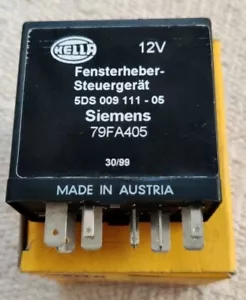 HELLA 12V
Fensterheber-
Steuergerät
5DS 009 111 - 05
Siemens
79FA405
30/99
MADE IN AUSTRIA